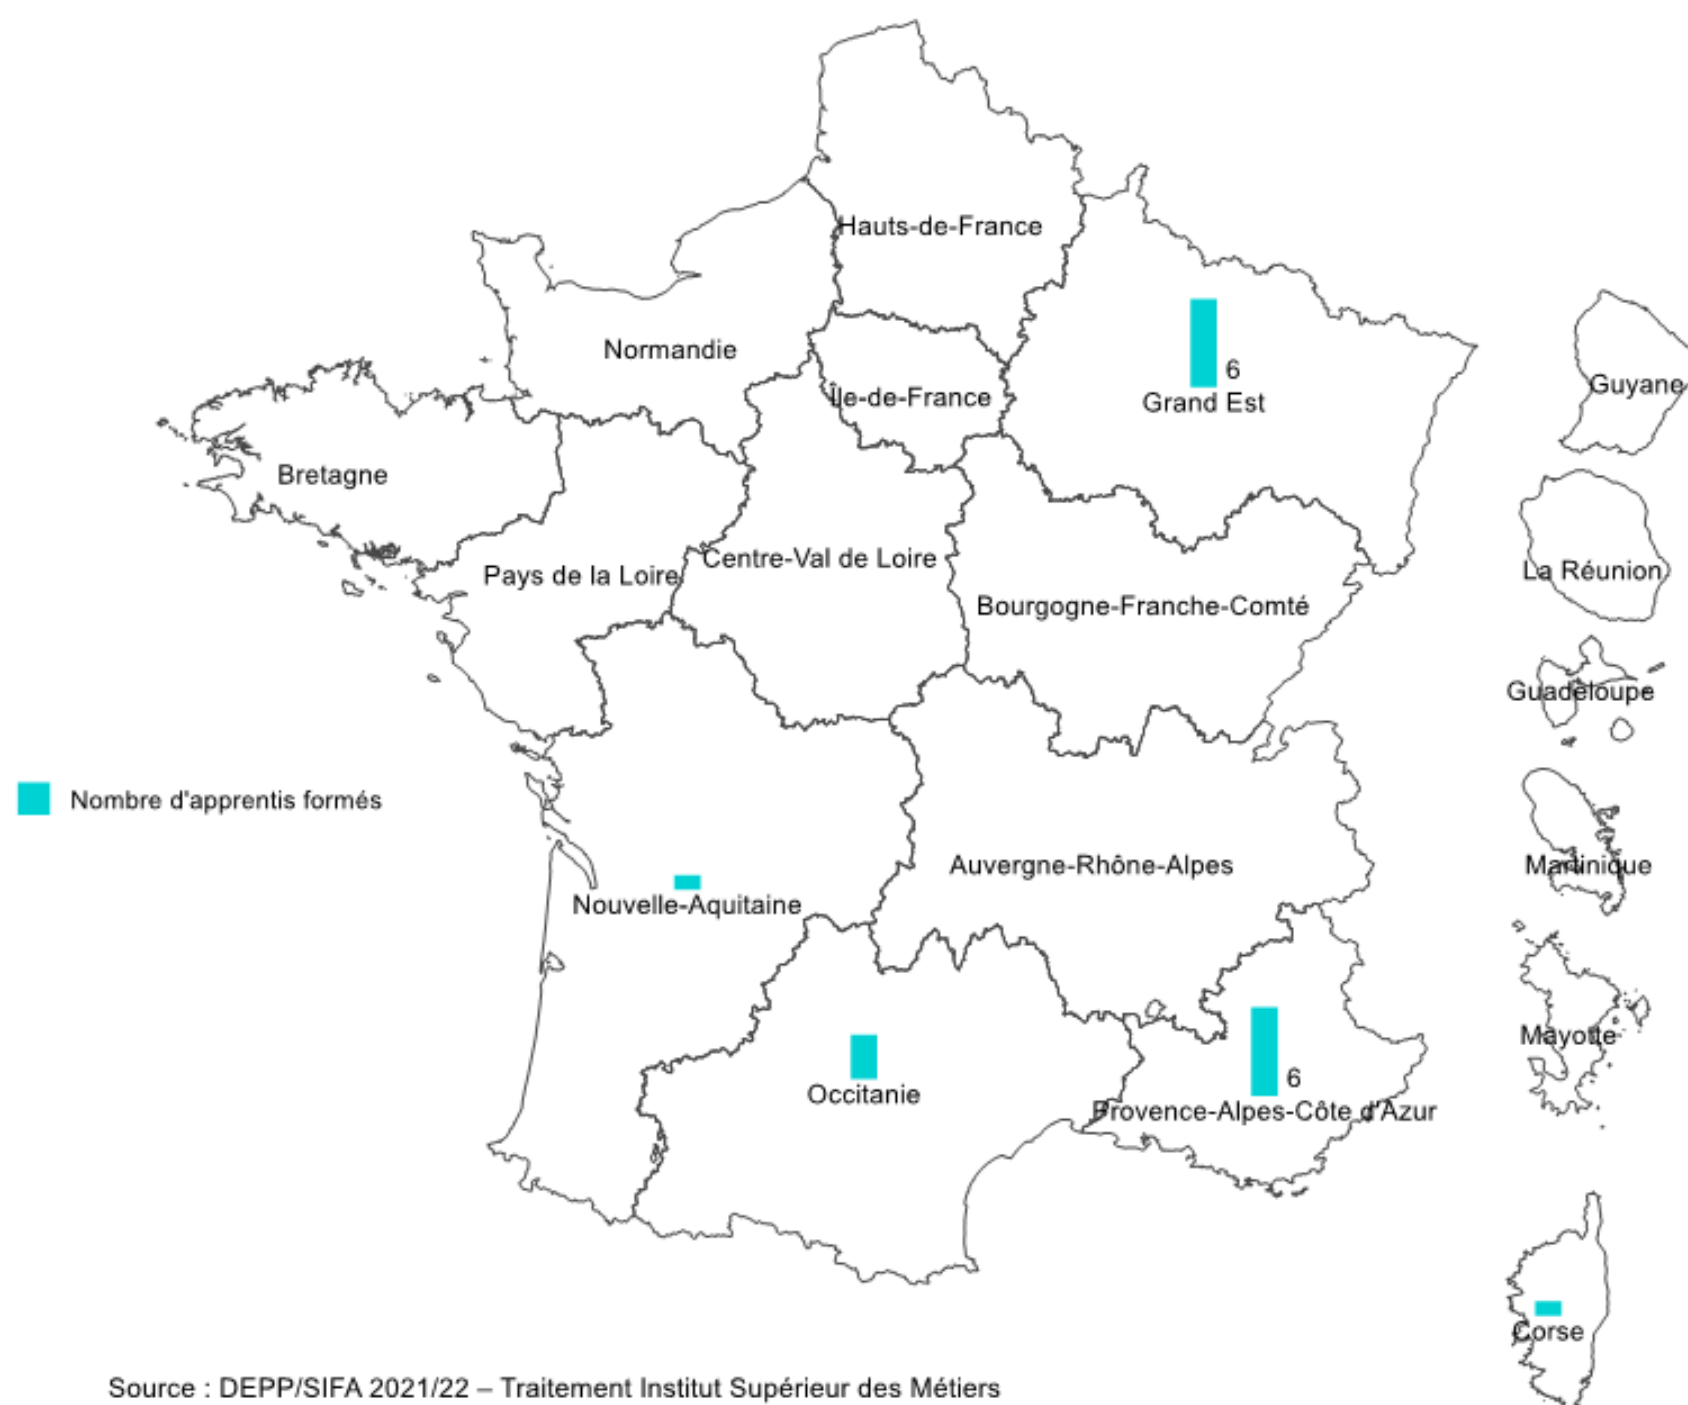 Hauts-de-France
Normandie
6
Île-de-France
Guyane
Grand Est
Bretagne
Centre-Val de Loire
Pays de la Loire
La Réunion
Bourgogne-Franche-Comté
Guadeloupe
Nombre d'apprentis formés
Auvergne-Rhône-Alpes
Martinique
Nouvelle-Aquitaine
Mayotte
6
Occitanie
Provence-Alpes-Côte d'Azur
Corse
Source : DEPP/SIFA 2021/22 – Traitement Institut Supérieur des Métiers